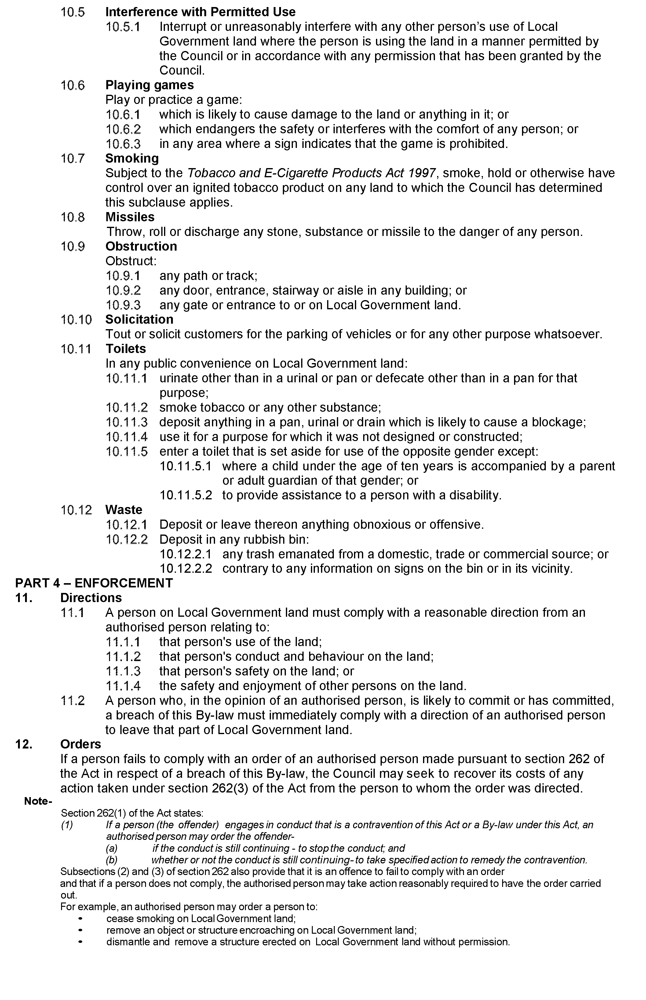 10.5 Interference with Permitted Use
10.5.1 Interrupt or unreasonably interfere with any other person’s use of Local
Government land where the person is using the land in a manner permitted by
the Council or in accordance with any permission that has been granted by the
Council.
10.6 Playing games
Play or practice a game:
10.6.1 which is likely to cause damage to the land or anything in it; or
10.6.2 which endangers the safety or interferes with the comfort of any person; or
10.6.3 in any area where a sign indicates that the game is prohibited.
10.7 Smoking
Subject to the Tobacco and E-Cigarette Products Act 1997, smoke, hold or otherwise have
control over an ignited tobacco product on any land to which the Council has determined
this subclause applies.
10.8 Missiles
Throw, roll or discharge any stone, substance or missile to the danger of any person.
10.9 Obstruction
Obstruct:
10.9.1 any path or track;
10.9.2 any door, entrance, stairway or aisle in any building; or
10.9.3 any gate or entrance to or on Local Government land.
10.10 Solicitation
Tout or solicit customers for the parking of vehicles or for any other purpose whatsoever.
10.11 Toilets
In any public convenience on Local Government land:
10.11.1 urinate other than in a urinal or pan or defecate other than in a pan for that
purpose;
10.11.2 smoke tobacco or any other substance;
10.11.3 deposit anything in a pan, urinal or drain which is likely to cause a blockage;
10.11.4 use it for a purpose for which it was not designed or constructed;
10.11.5 enter a toilet that is set aside for use of the opposite gender except:
10.11.5.1 where a child under the age of ten years is accompanied by a parent
or adult guardian of that gender; or
10.11.5.2 to provide assistance to a person with a disability.
10.12 Waste
10.12.1 Deposit or leave thereon anything obnoxious or offensive.
10.12.2 Deposit in any rubbish bin:
10.12.2.1 any trash emanated from a domestic, trade or commercial source; or
10.12.2.2 contrary to any information on signs on the bin or in its vicinity.
PART 4 – ENFORCEMENT
11. Directions
11.1 A person on Local Government land must comply with a reasonable direction from an
authorised person relating to:
11.1.1 that person's use of the land;
11.1.2 that person's conduct and behaviour on the land;
11.1.3 that person's safety on the land; or
11.1.4 the safety and enjoyment of other persons on the land.
11.2 A person who, in the opinion of an authorised person, is likely to commit or has committed,
a breach of this By-law must immediately comply with a direction of an authorised person
to leave that part of Local Government land.
12. Orders
If a person fails to comply with an order of an authorised person made pursuant to section 262 of
the Act in respect of a breach of this By-law, the Council may seek to recover its costs of any
action taken under section 262(3) of the Act from the person to whom the order was directed.
Note-
Section 262(1) of the Act states:
(1) If a person (the offender) engages in conduct that is a contravention of this Act or a By-law under this Act, an
authorised person may order the offender-
(a) if the conduct is still continuing - to stop the conduct; and
(b) whether or not the conduct is still continuing- to take specified action to remedy the contravention.
Subsections (2) and (3) of section 262 also provide that it is an offence to fail to comply with an order
and that if a person does not comply, the authorised person may take action reasonably required to have the order carried
out.
For example, an authorised person may order a person to:
• cease smoking on Local Government land;
• remove an object or structure encroaching on Local Government land;
• dismantle and remove a structure erected on Local Government land without permission.